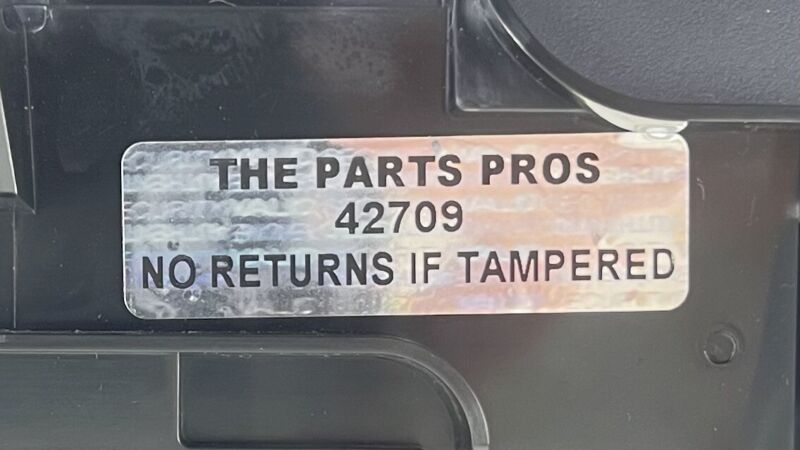 THE PARTS PROS
42709
NO RETURNS IF TAMPERED